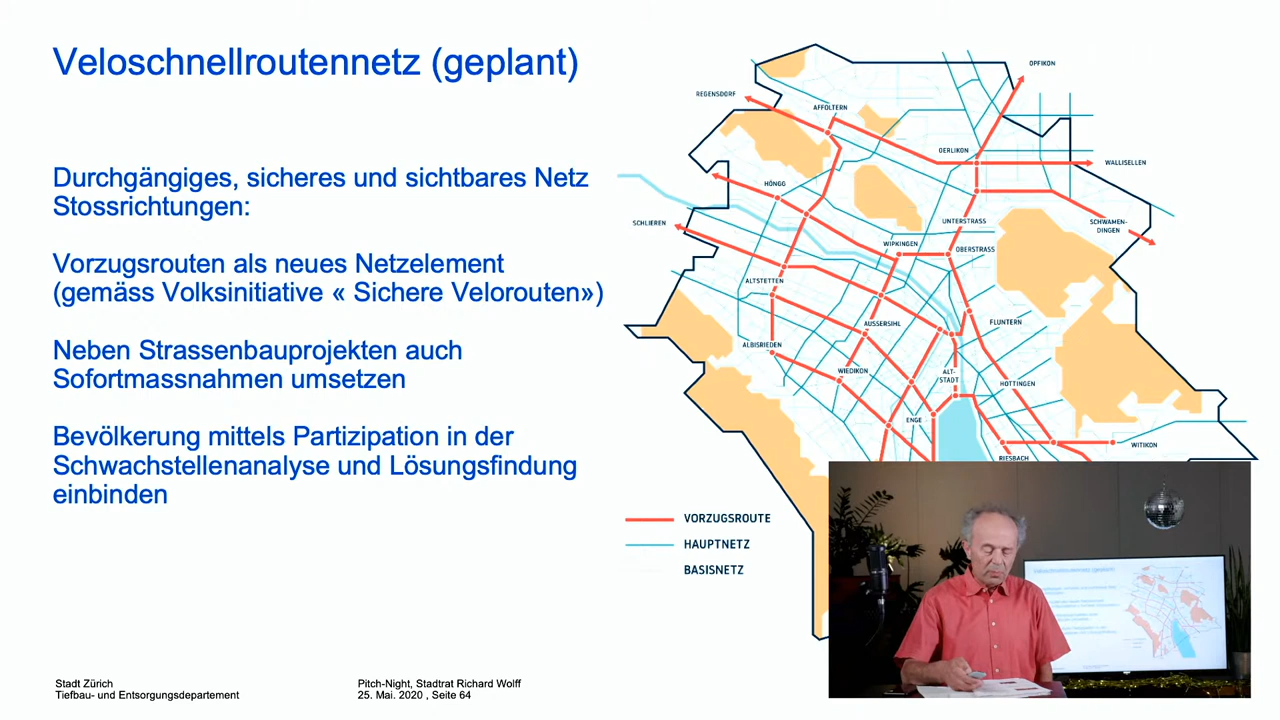 Veloschnellroutennetz (geplant)
Durchgängiges, sicheres und sichtbares Netz
Stossrichtungen:
Vorzugsrouten als neues Netzelement
(gemäss Volksinitiative « Sichere Velorouten»)
Neben Strassenbauprojekten auch
Sofortmassnahmen umsetzen
Bevölkerung mittels Partizipation in der
Schwachstellenanalyse und Lösungsfindung
einbinden
OPFIKON
REGENSDORF
AFFOLTERN
OERLIKON
WALLISELLEN
HÖNGG
SCHLIEREN
UNTERSTRASS
SCHWAMEN-
DINGEN
WIPKINGEN
OBERSTRASS
ALTSTETTEN
AUSSERSIHL
FLUNTERN
ALBISRIEDEN
WIEDIKON
ALT-
STADT
HOTTINGEN
ENGE
WITIKON
RIESBACH
VORZUGSROUTE
HAUPTNETZ
BASISNETZ
Veloschnellroutennetz (geplant)
Stadt Zürich
Tiefbau- und Entsorgungsdepartement
Pitch-Night, Stadtrat Richard Wolff
25. Mai. 2020 , Seite 64